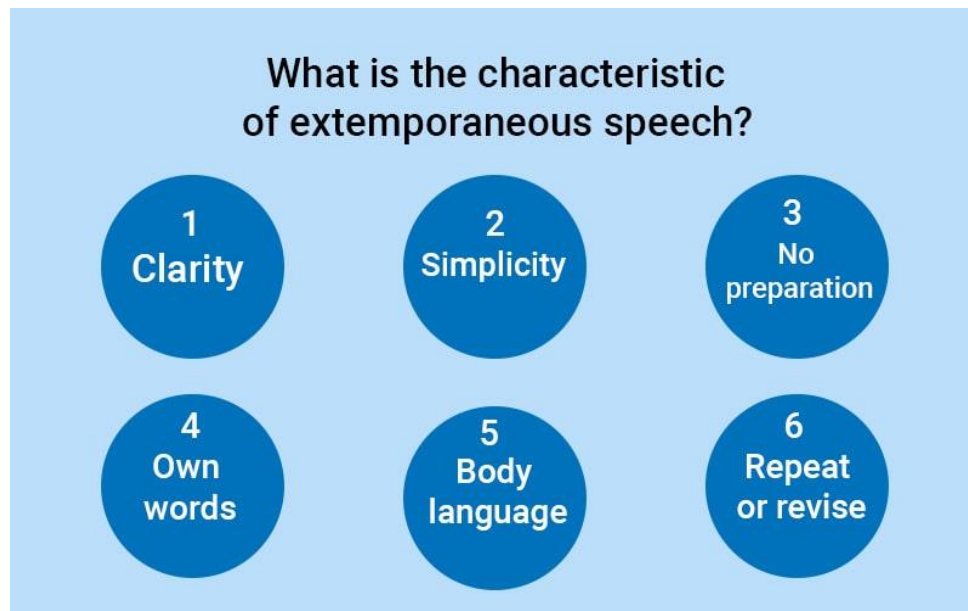 What is the characteristic
of extemporaneous speech?
1
Clarity
2
Simplicity
3
No
preparation
4
Own
words
5
Body
language
6
Repeat
or revise